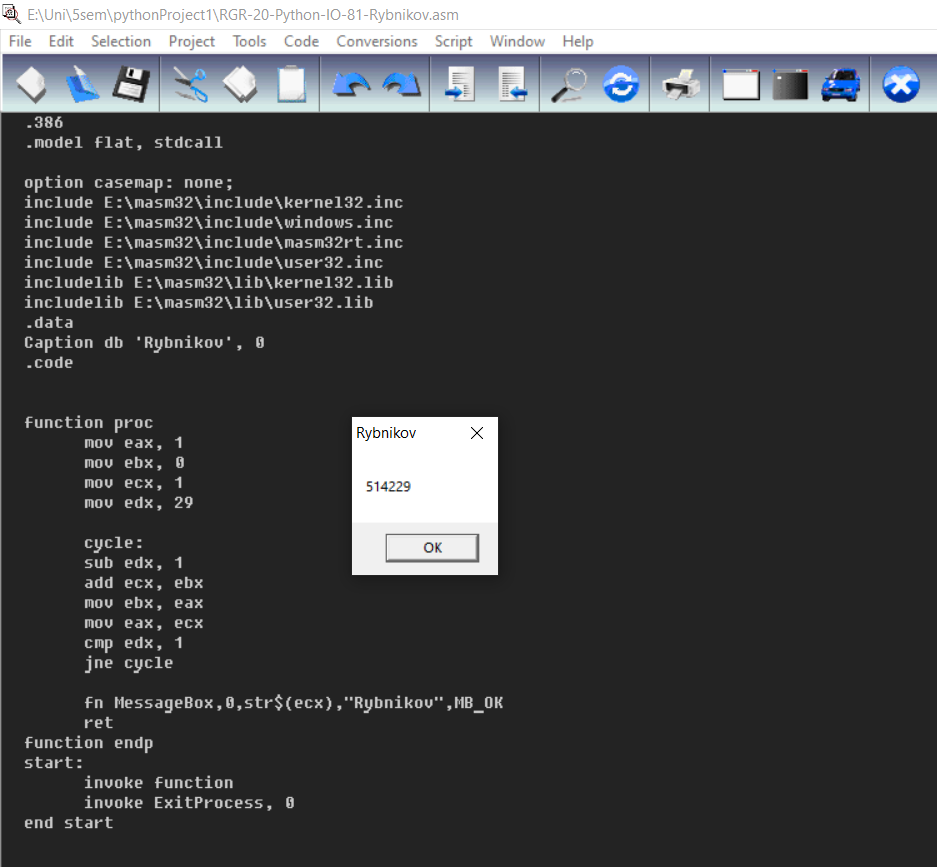 E:\Uni\5sem\pythonProject1\RGR-20-Python-IO-81-Rybnikov.asm
File Edit Selection Project Tools Code Conversions Script Window Help
.386
.model flat, stdcall
option casemap: none;
include E:\masm32\include\kernel32.inc
include E:\masm32\include\windows.inc
include E:\masm32\include\masm32rt.inc
include E:\masm32\include\user32.inc
includelib E:\masm32\lib\kernel32.lib
includelib E:\masm32\lib\user32.lib
.data
Caption db 'Rybnikov', 0
.code
function proc
mov eax, 1
mov ebx, 0
mov ecx, 1
mov edx, 29
cycle:
sub edx, 1
add ecx, ebx
mov ebx, eax
mov eax, ecx
cmp edx, 1
jne cycle
fn MessageBox,0,str$(ecx),"Rybnikov",MB_OK
ret
function endp
start:
invoke function
invoke ExitProcess, 0
end start
Rybnikov
514229
OK